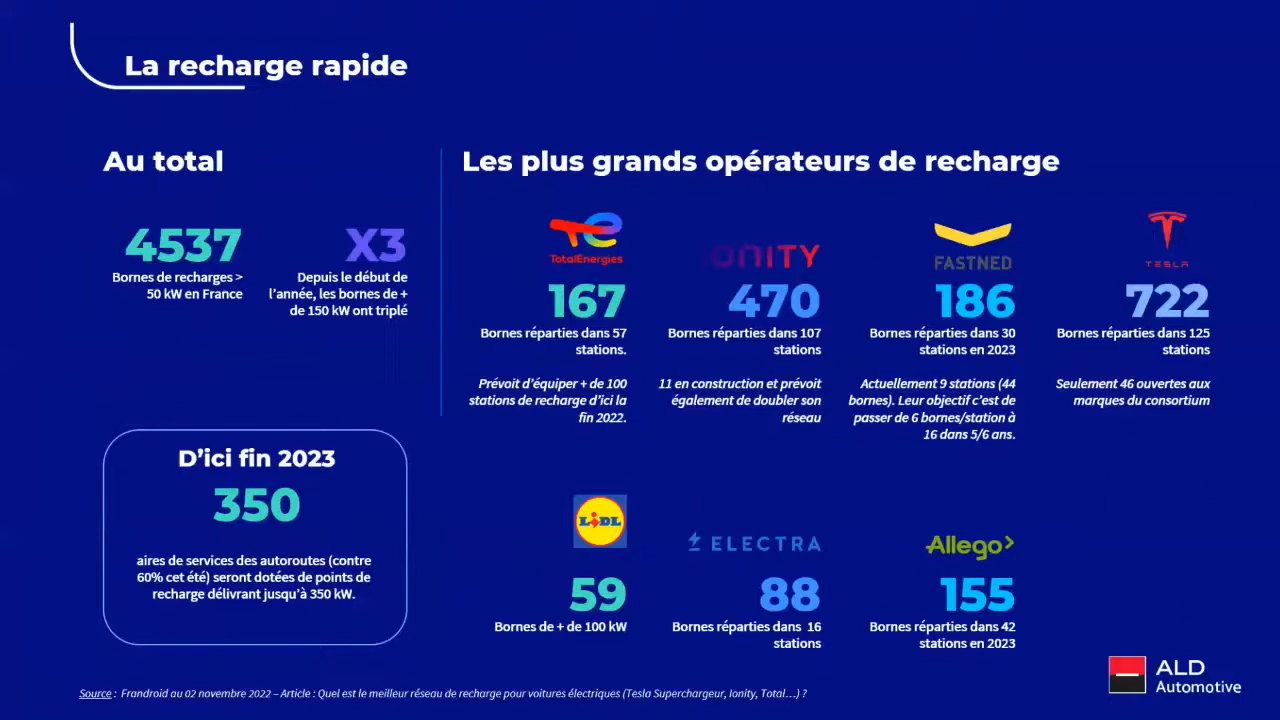 La recharge rapide
Au total
4537
Bornes de recharges >
50 kW en France
X3
Depuis le début de
l'année, les bornes de +
de 150 kW ont triplé
D'ici fin 2023
350
aires de services des autoroutes (contre
60% cet été) seront dotées de points de
recharge délivrant jusqu'à 350 kW.
Les plus grands opérateurs de recharge
TotalEnergies
167
Bornes réparties dans 57
stations.
Prévoit d'équiper + de 100
stations de recharge d'ici la
fin 2022.
IONITY
470
Bornes réparties dans 107
stations
11 en construction et prévoit
également de doubler son
réseau
FASTNED
186
Bornes réparties dans 30
stations en 2023
Actuellement 9 stations (44
bornes). Leur objectif c'est de
passer de 6 bornes/station à
16 dans 5/6 ans.
TESLA
722
Bornes réparties dans 125
stations
Seulement 46 ouvertes aux
marques du consortium
LIDL
59
Bornes de + de 100 kW
ELECTRA
88
Bornes réparties dans 16
stations
Allego>
155
Bornes réparties dans 42
stations en 2023
Source : Frandroid au 02 novembre 2022 – Article : Quel est le meilleur réseau de recharge pour voitures électriques (Tesla Superchargeur, Ionity, Total…) ?
ALD
Automotive